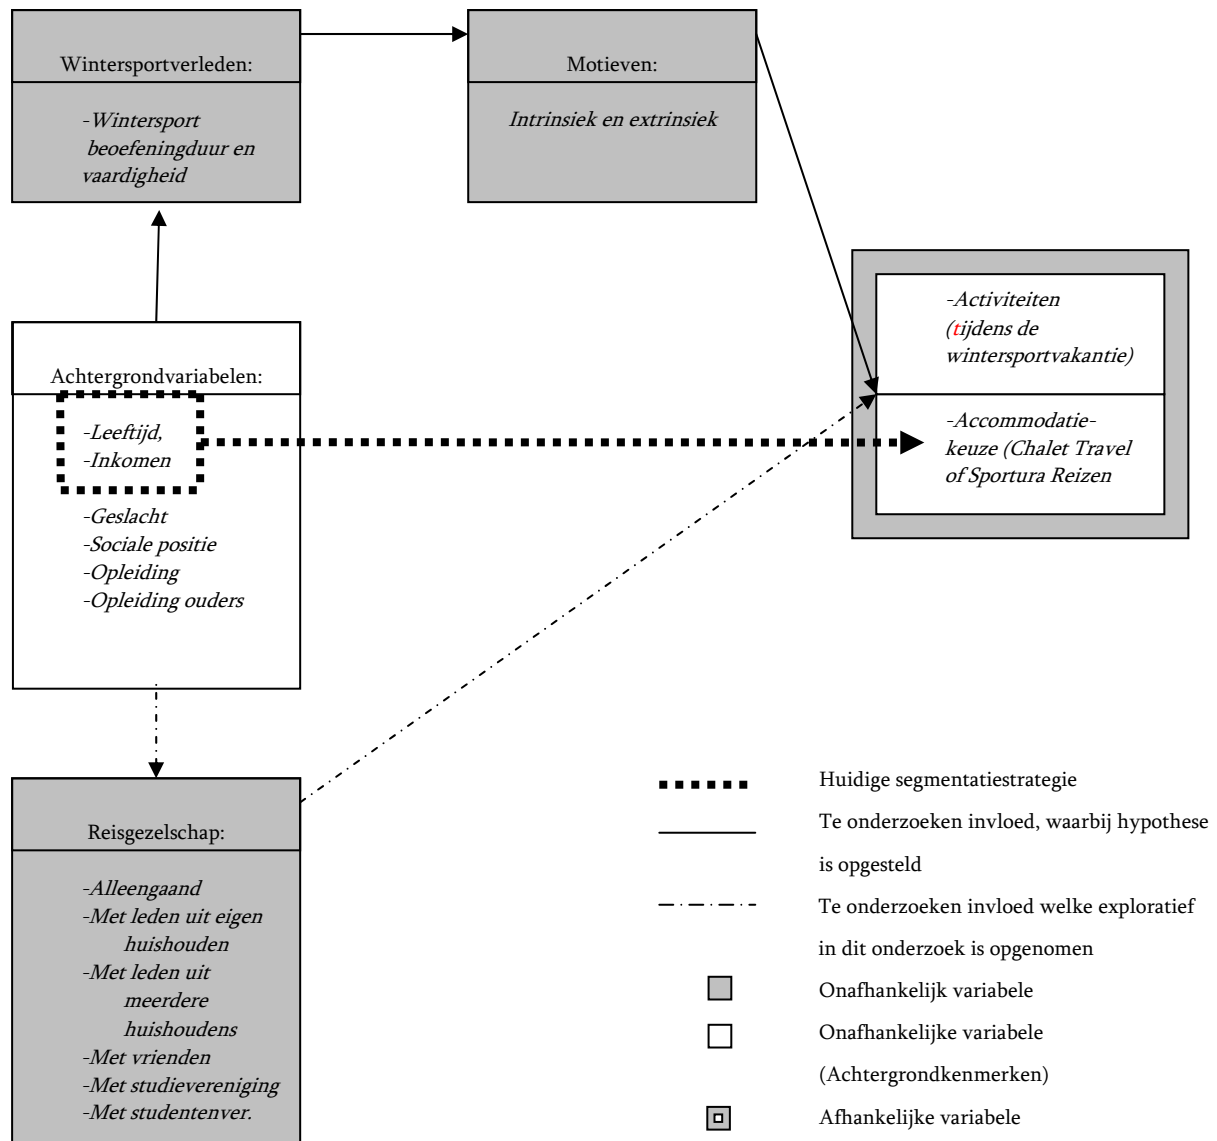 Wintersportverleden:
-Wintersport
beoefeningduur en
vaardigheid
Motieven:
Intrinsiek en extrinsiek
-Activiteiten
(tijdens de
wintersportvakantie)
-Accommodatie-
keuze (Chalet Travel
of Sportura Reizen
Achtergrondvariabelen:
-Leeftijd,
-Inkomen
-Geslacht
-Sociale positie
-Opleiding
-Opleiding ouders
Reisgezelschap:
-Alleengaand
-Met leden uit eigen
huishouden
-Met leden uit
meerdere
huishoudens
-Met vrienden
-Met studievereniging
-Met studentenver.
Huidige segmentatiestrategie
Te onderzoeken invloed, waarbij hypothese
is opgesteld
Te onderzoeken invloed welke exploratief
in dit onderzoek is opgenomen
Onafhankelijk variabele
Onafhankelijke variabele
(Achtergrondkenmerken)
Afhankelijke variabele